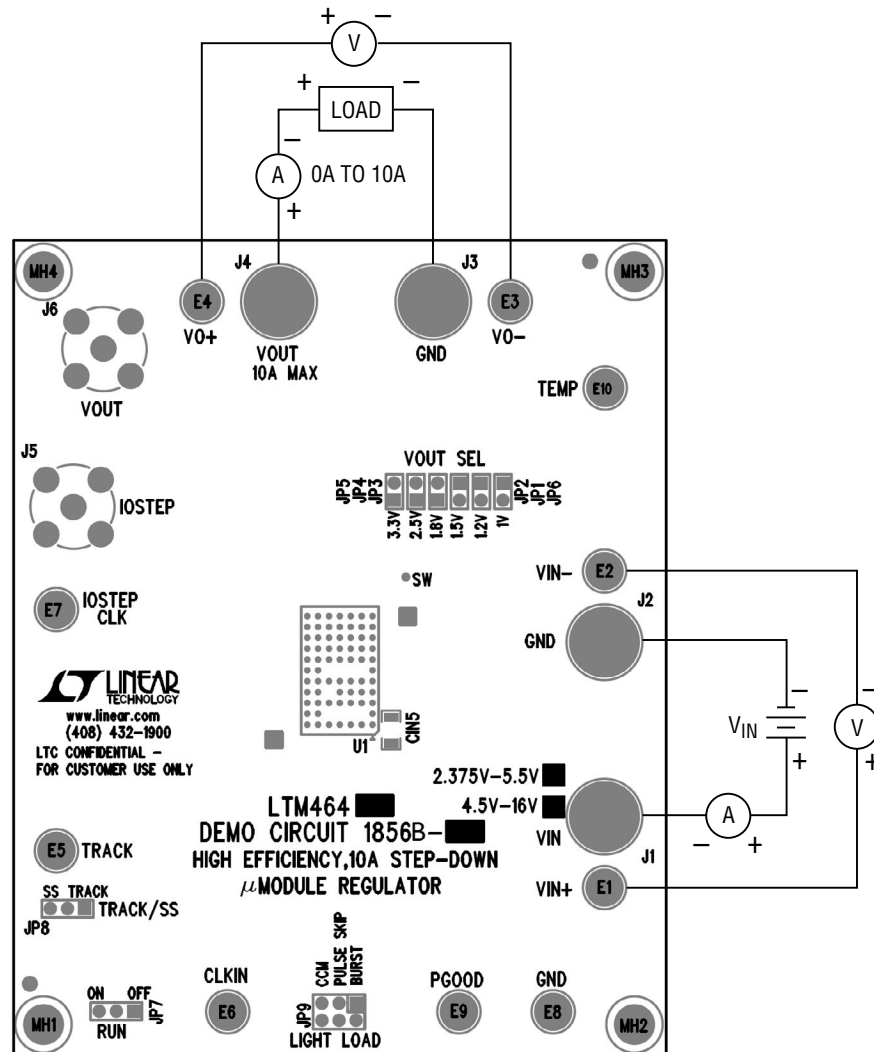 + V −
+ LOAD −
−
A 0A TO 10A
+
MH4
J4
J3
MH3
J6
E4
E3
VO+
VOUT
10A MAX
GND
VO-
TEMP E10
VOUT
J5
VOUT SEL
IOSTEP
JP5
JP4
JP3
JP2
JP1
JP6
3.3V
2.5V
1.8V
1.5V
1.2V
1V
VIN- E2
SW
E7 IOSTEP
CLK
J2
GND
−
−
VIN
V
+
+
LINEAR
TECHNOLOGY
www.linear.com
(408) 432-1900
LTC CONFIDENTIAL -
FOR CUSTOMER USE ONLY
U1
CIN5
2.375V-5.5V
4.5V-16V
VIN
A
− +
J1
LTM464
DEMO CIRCUIT 1856B-
HIGH EFFICIENCY,10A STEP-DOWN
µMODULE REGULATOR
E5 TRACK
VIN+ E1
SS TRACK
TRACK/SS
JP8
CCM
PULSE SKIP
BURST
CLKIN
PGOOD
GND
ON OFF
JP7
RUN
MH1
E6
JP9
LIGHT LOAD
E9
E8
MH2